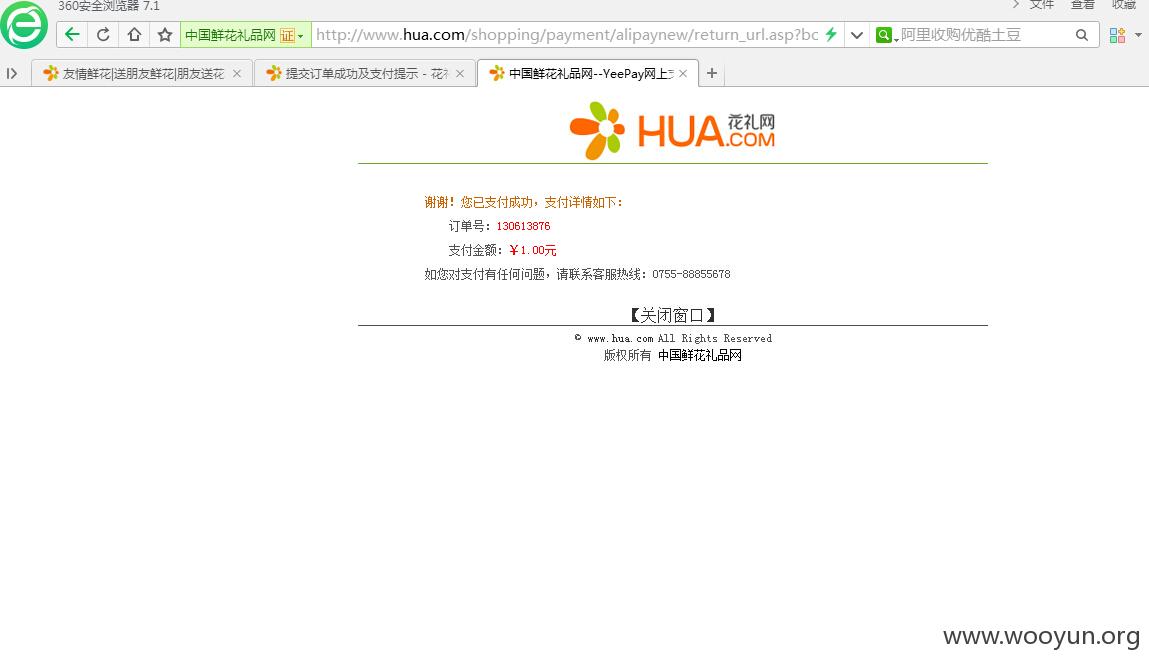 360安全浏览器 7.1
文件 查看 收藏
中国鲜花礼品网 证 http://www.hua.com/shopping/payment/alipaynew/return_url.asp?bc 阿里收购优酷土豆
友情鲜花|送朋友鲜花|朋友送花 提交订单成功及支付提示 - 花礼 中国鲜花礼品网--YeePay网上支
HUA.COM 花礼网
谢谢！您已支付成功，支付详情如下：
订单号：130613876
支付金额：￥1.00元
如您对支付有任何问题，请联系客服热线：0755-88855678
【关闭窗口】
© www.hua.com All Rights Reserved
版权所有 中国鲜花礼品网
www.wooyun.org